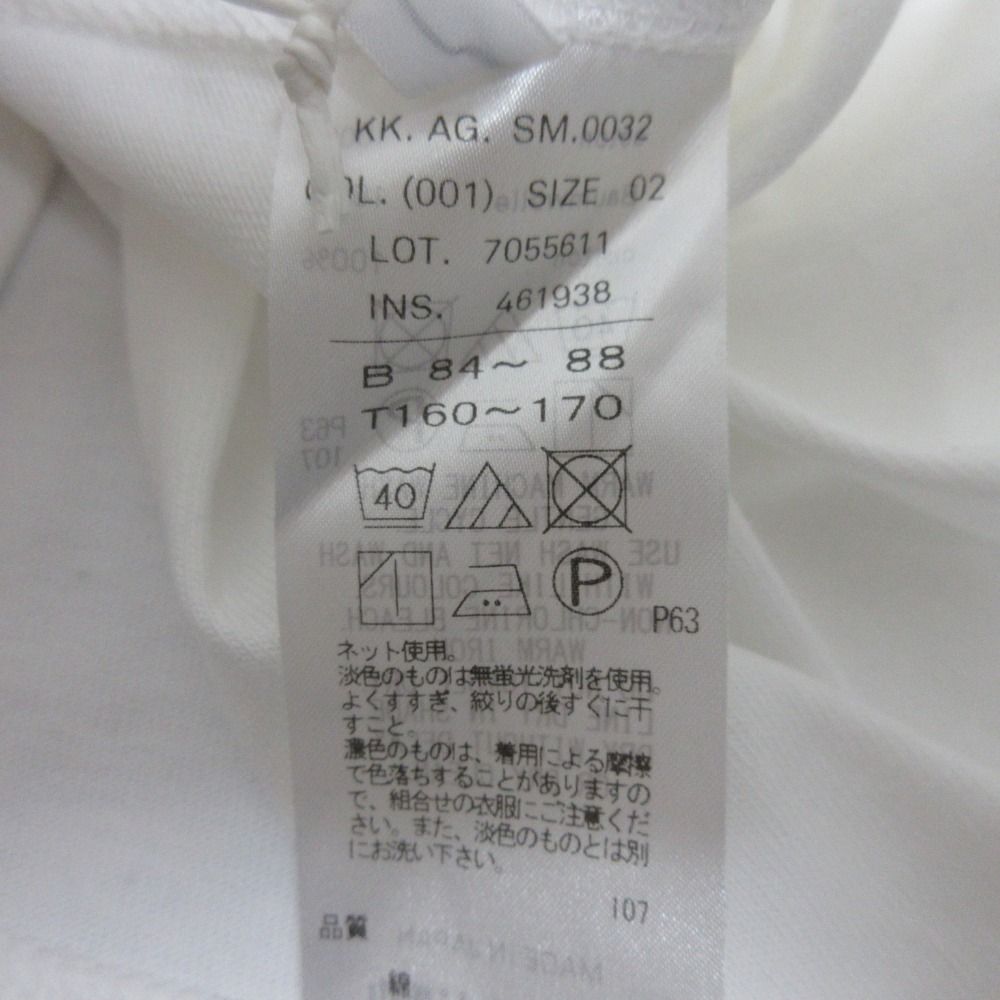 KK. AG. SM.0032
COL. (001) SIZE 02
LOT. 7055611
INS. 461938
B 84～ 88
T160～170
40
P
P63
ネット使用。
淡色のものは無蛍光洗剤を使用。
よくすすぎ、絞りの後すぐに干
すこと。
濃色のものは、着用による摩擦
で色落ちすることがありますの
で、組合せの衣服にご注意くだ
さい。また、淡色のものとは別
にお洗い下さい。
107
品質
綿
MADE IN JAPAN